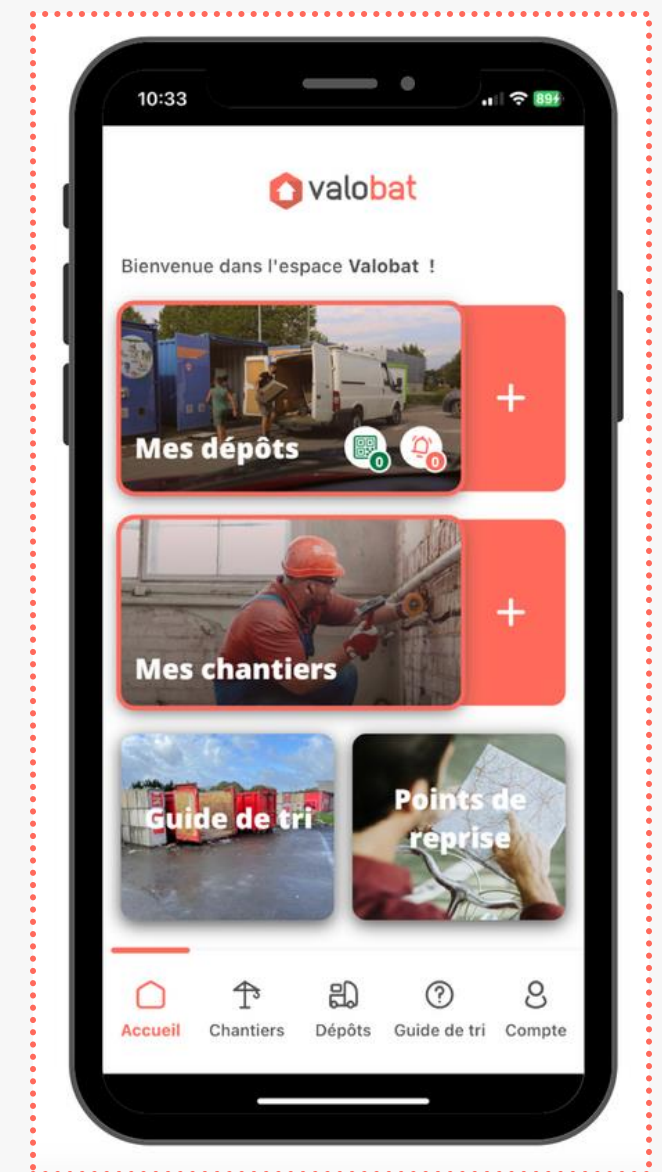 10:33
89
valobat
Bienvenue dans l'espace Valobat !
Mes dépôts
0
0
+
Mes chantiers
+
Guide de tri
Points de
reprise
Accueil
Chantiers
Dépôts
Guide de tri
Compte